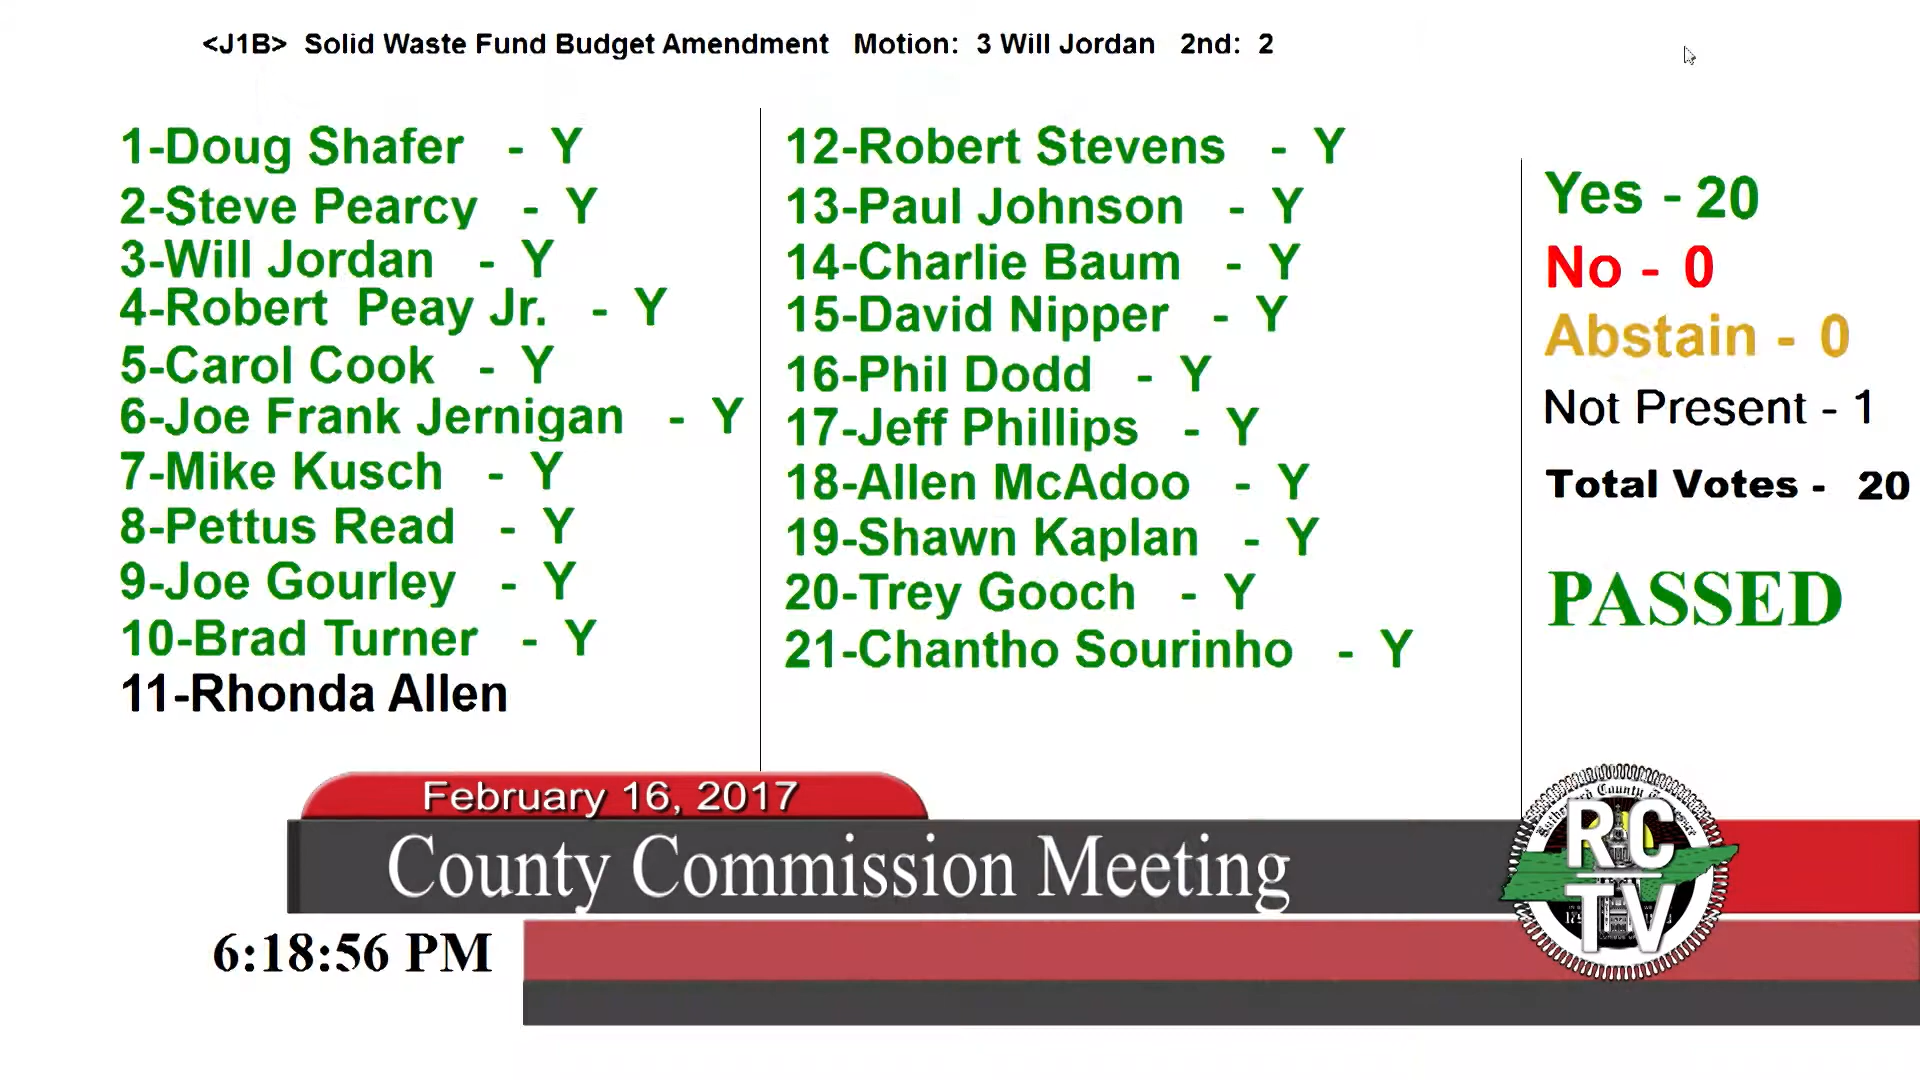 <J1B> Solid Waste Fund Budget Amendment Motion: 3 Will Jordan 2nd: 2
1-Doug Shafer - Y
2-Steve Pearcy - Y
3-Will Jordan - Y
4-Robert Peay Jr. - Y
5-Carol Cook - Y
6-Joe Frank Jernigan - Y
7-Mike Kusch - Y
8-Pettus Read - Y
9-Joe Gourley - Y
10-Brad Turner - Y
11-Rhonda Allen
12-Robert Stevens - Y
13-Paul Johnson - Y
14-Charlie Baum - Y
15-David Nipper - Y
16-Phil Dodd - Y
17-Jeff Phillips - Y
18-Allen McAdoo - Y
19-Shawn Kaplan - Y
20-Trey Gooch - Y
21-Chantho Sourinho - Y
Yes - 20
No - 0
Abstain - 0
Not Present - 1
Total Votes - 20
PASSED
February 16, 2017
County Commission Meeting
6:18:56 PM
RC
TV